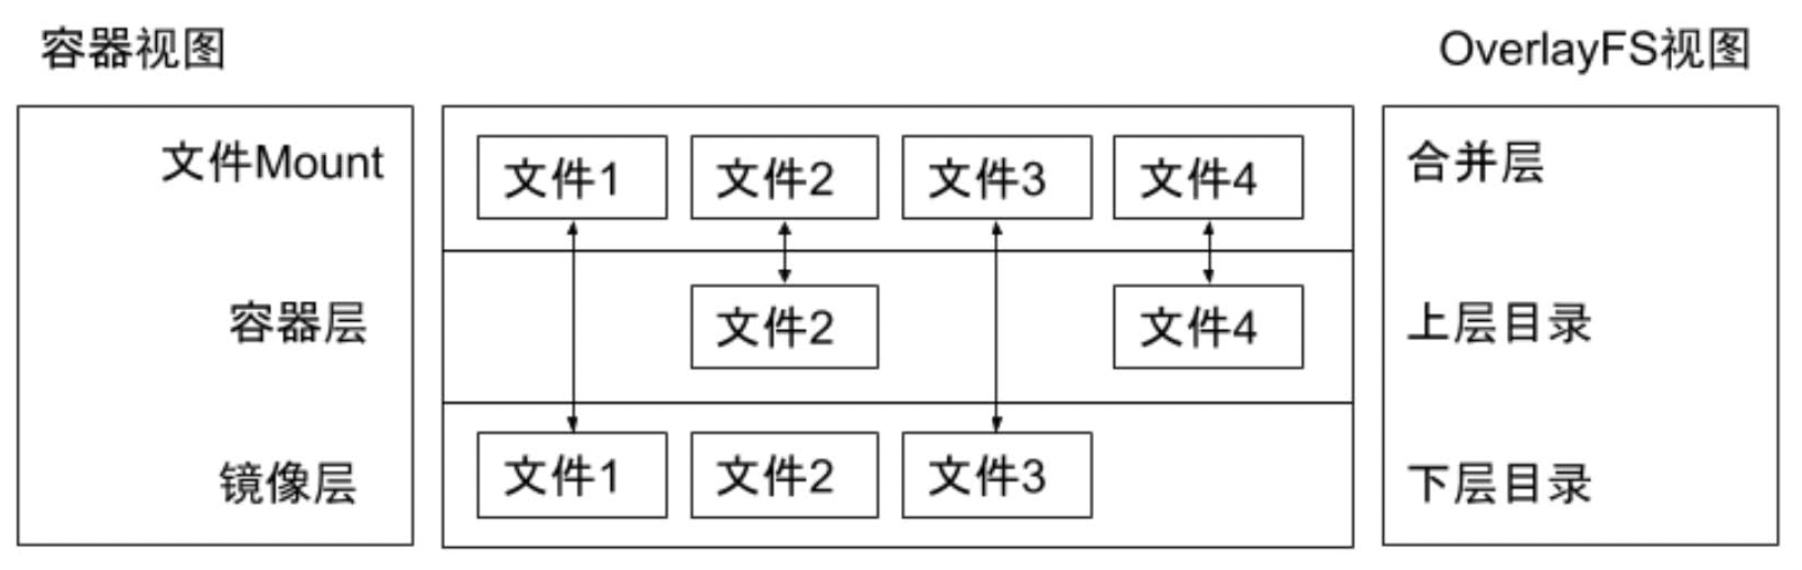 容器视图
OverlayFS视图
文件Mount
文件1
文件2
文件3
文件4
合并层
容器层
文件2
文件4
上层目录
镜像层
文件1
文件2
文件3
下层目录